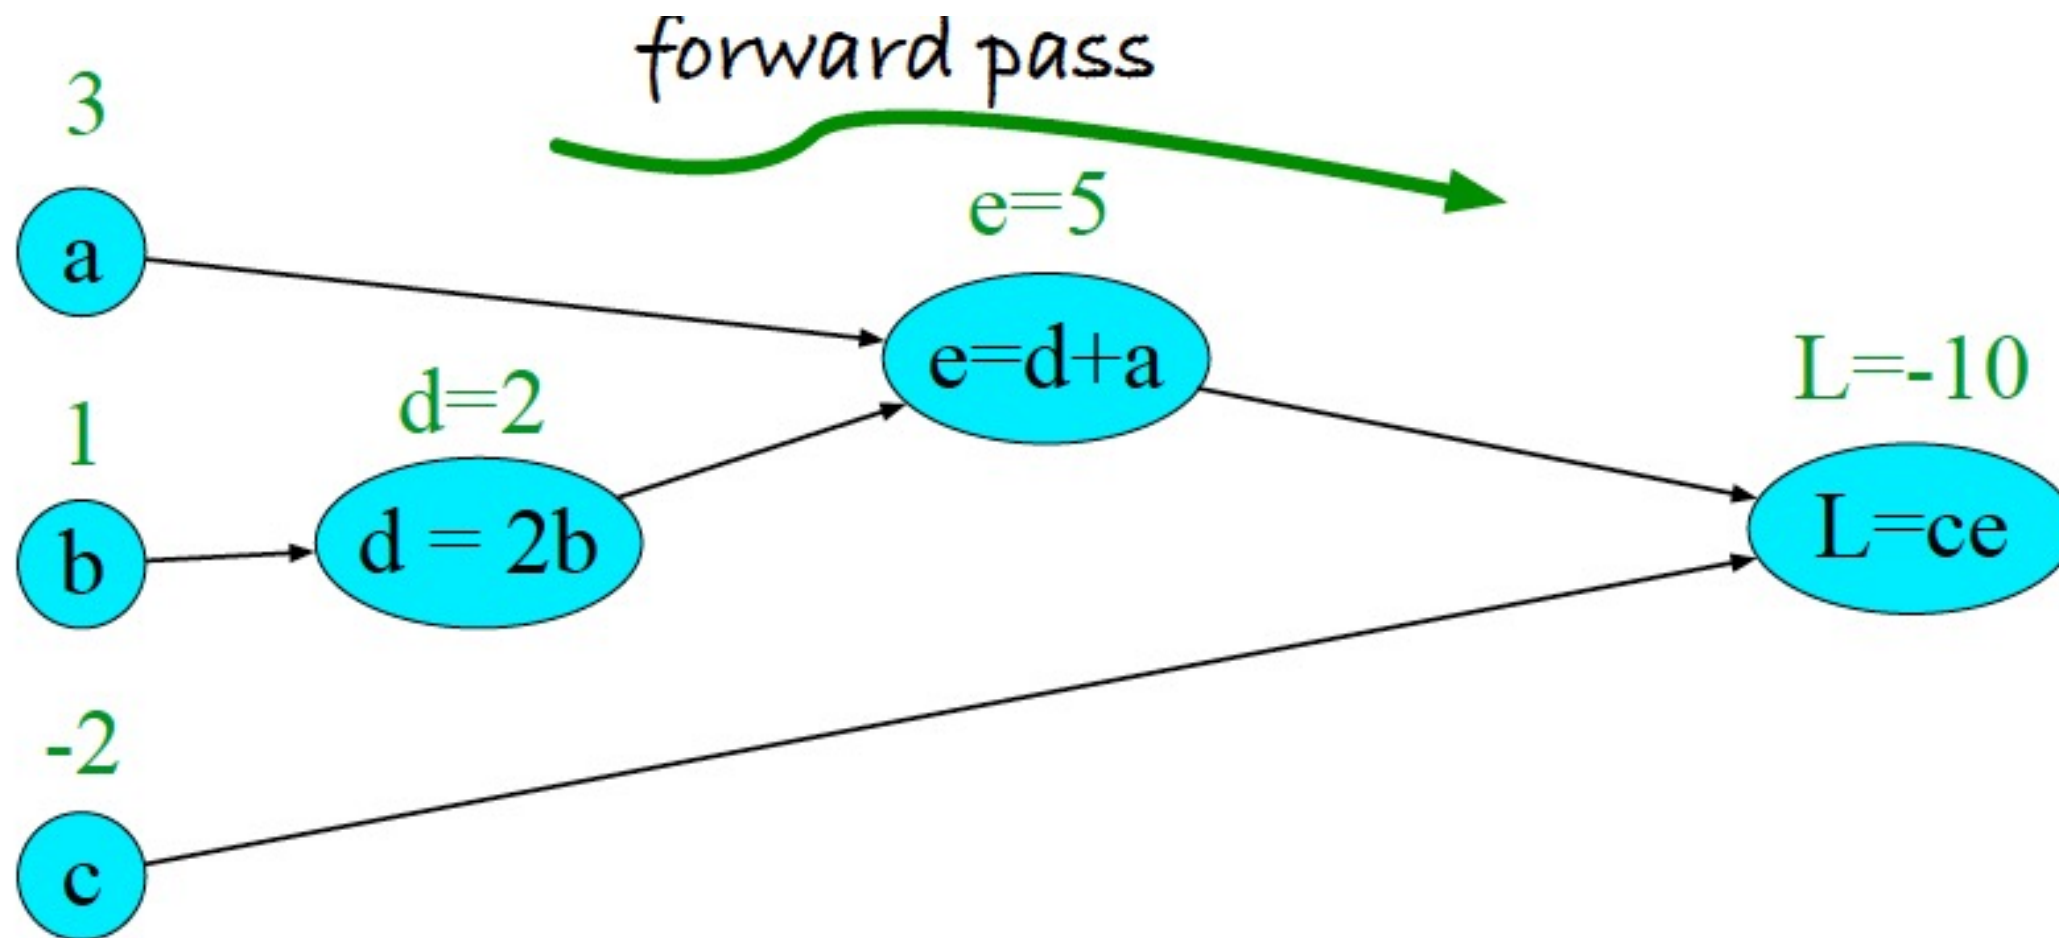 forward pass
3
a
e=5
e=d+a
L=-10
L=ce
1
b
d=2
d = 2b
-2
c